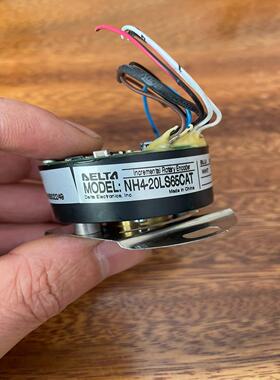 DELTA
Incremental Rotary Encoder
MODEL: NH4-20LS65CAT
Delta Electronics, Inc.
Made in China